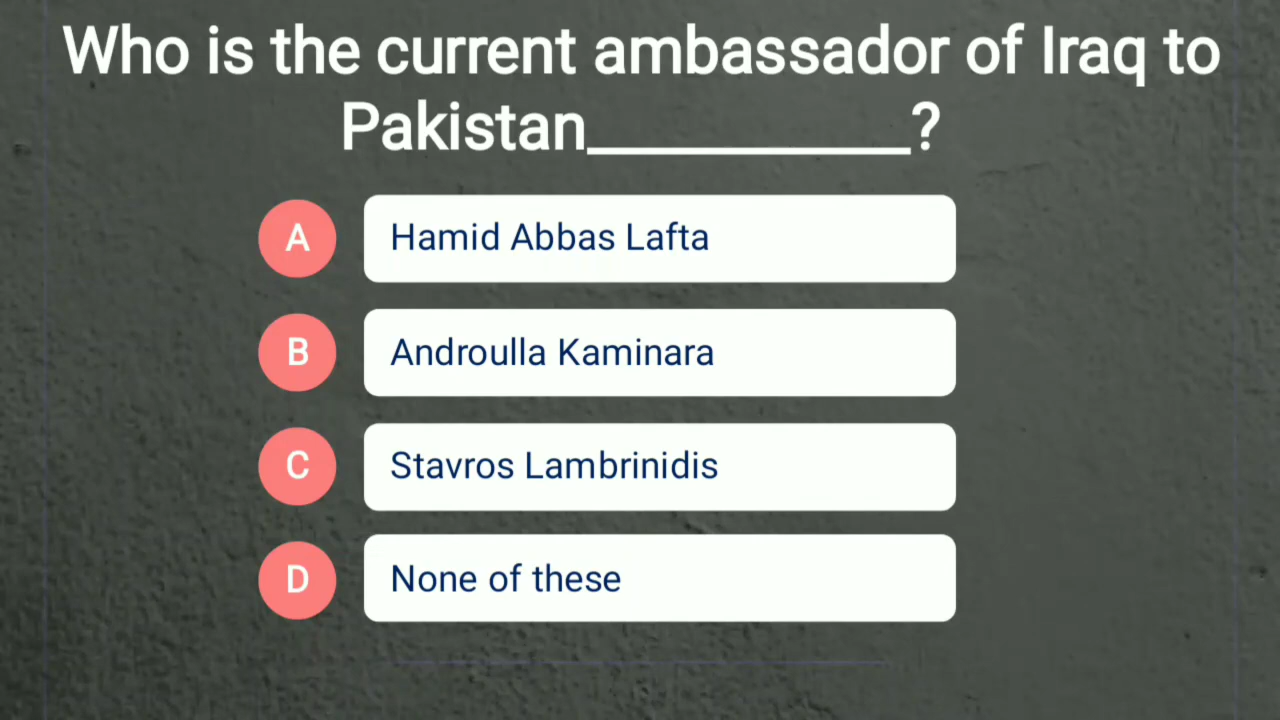 Who is the current ambassador of Iraq to
Pakistan__________?
A Hamid Abbas Lafta
B Androulla Kaminara
C Stavros Lambrinidis
D None of these